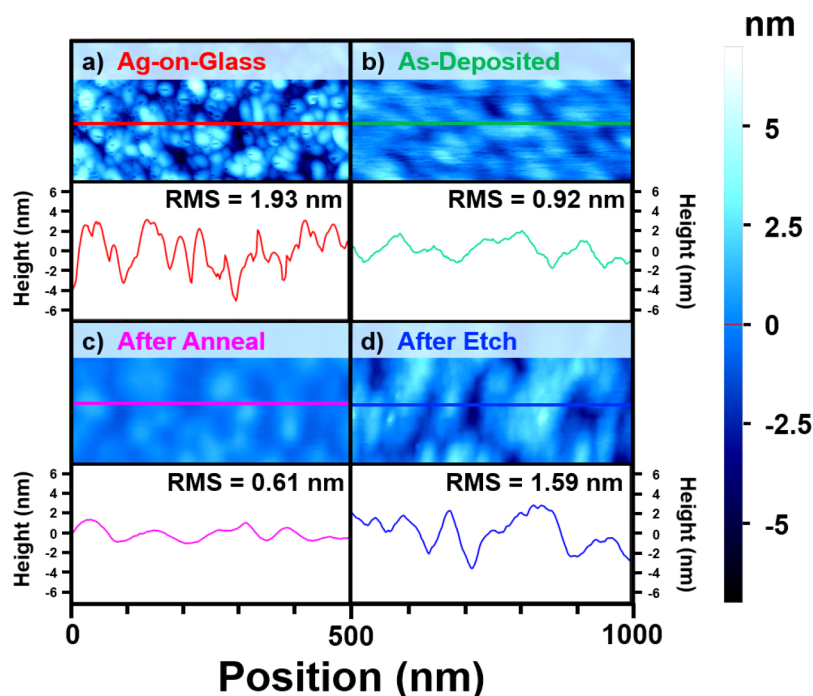 nm
a) Ag-on-Glass
b) As-Deposited
5
2.5
0
-2.5
-5
RMS = 1.93 nm
RMS = 0.92 nm
Height (nm)
6
4
2
0
-2
-4
-6
6
4
2
0
-2
-4
-6
Height (nm)
c) After Anneal
d) After Etch
RMS = 0.61 nm
RMS = 1.59 nm
Height (nm)
6
4
2
0
-2
-4
-6
6
4
2
0
-2
-4
-6
Height (nm)
0
500
1000
Position (nm)